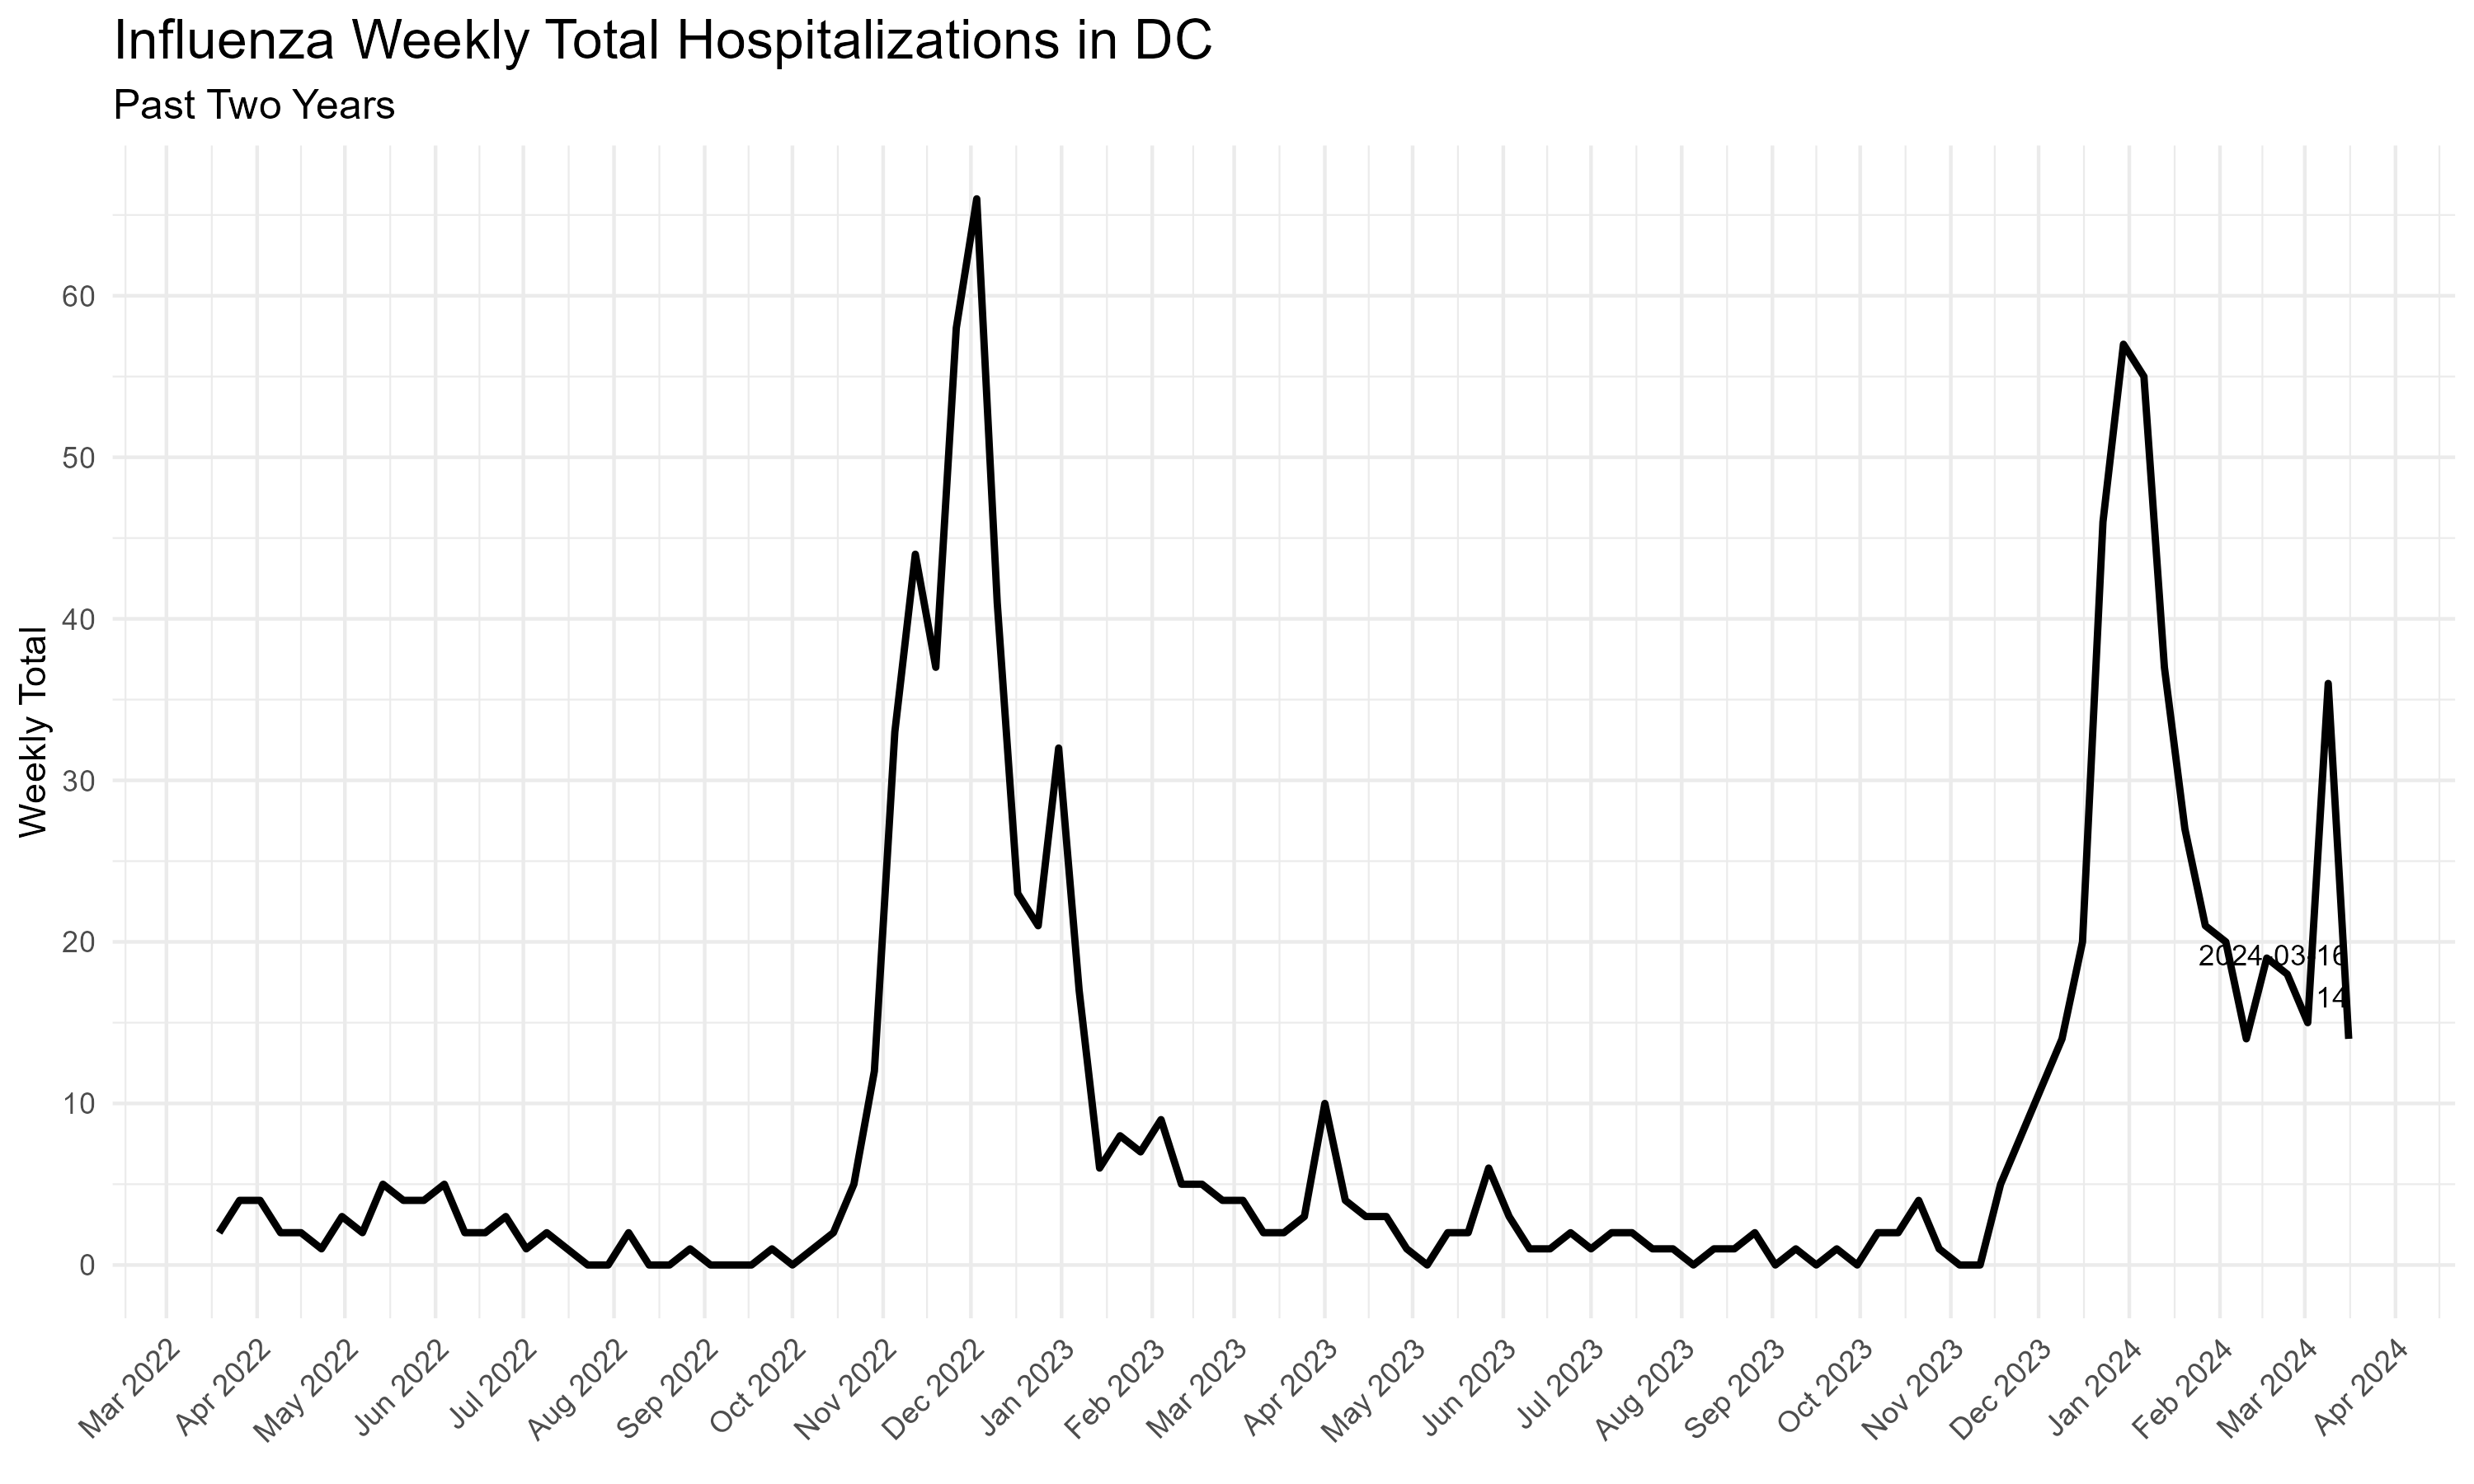 Influenza Weekly Total Hospitalizations in DC
Past Two Years
Weekly Total
60
50
40
30
20
10
0
2024-03-16
14
Mar 2022
Apr 2022
May 2022
Jun 2022
Jul 2022
Aug 2022
Sep 2022
Oct 2022
Nov 2022
Dec 2022
Jan 2023
Feb 2023
Mar 2023
Apr 2023
May 2023
Jun 2023
Jul 2023
Aug 2023
Sep 2023
Oct 2023
Nov 2023
Dec 2023
Jan 2024
Feb 2024
Mar 2024
Apr 2024